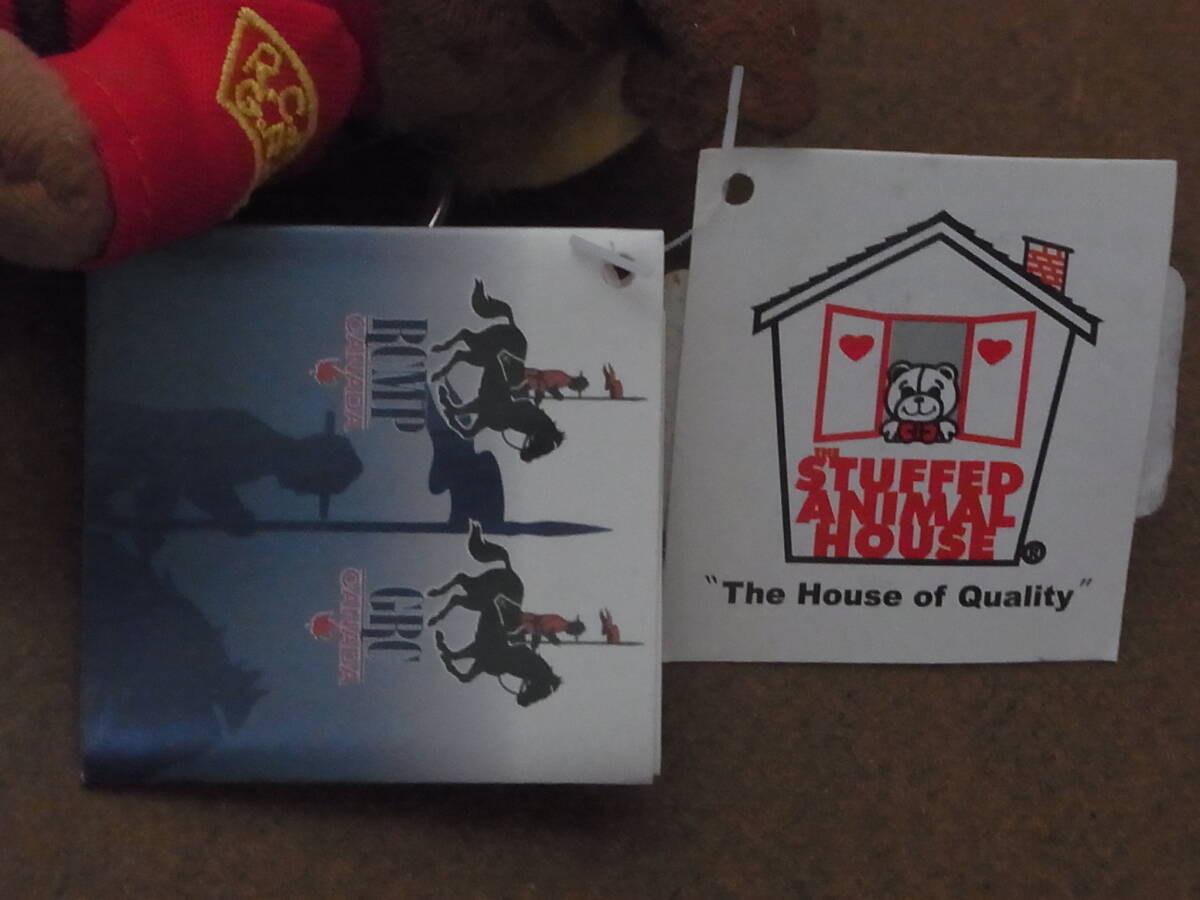 RCMP
CANADA
GRC
CANADA
THE
STUFFED
ANIMAL
HOUSE
®
"The House of Quality"